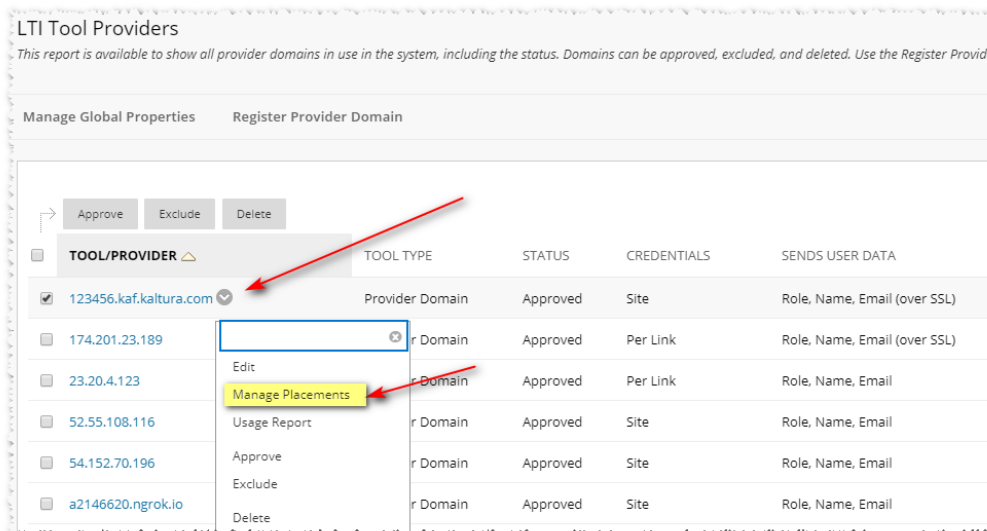 LTI Tool Providers
This report is available to show all provider domains in use in the system, including the status. Domains can be approved, excluded, and deleted. Use the Register Provid
Manage Global Properties Register Provider Domain
Approve Exclude Delete
TOOL/PROVIDER TOOL TYPE STATUS CREDENTIALS SENDS USER DATA
123456.kaf.kaltura.com Provider Domain Approved Site Role, Name, Email (over SSL)
174.201.23.189 r Domain Approved Per Link Role, Name, Email (over SSL)
Edit
23.20.4.123 r Domain Approved Per Link Role, Name, Email
Manage Placements
52.55.108.116 Usage Report r Domain Approved Site Role, Name, Email
Approve
54.152.70.196 r Domain Approved Site Role, Name, Email
Exclude
a2146620.ngrok.io r Domain Approved Site Role, Name, Email
Delete